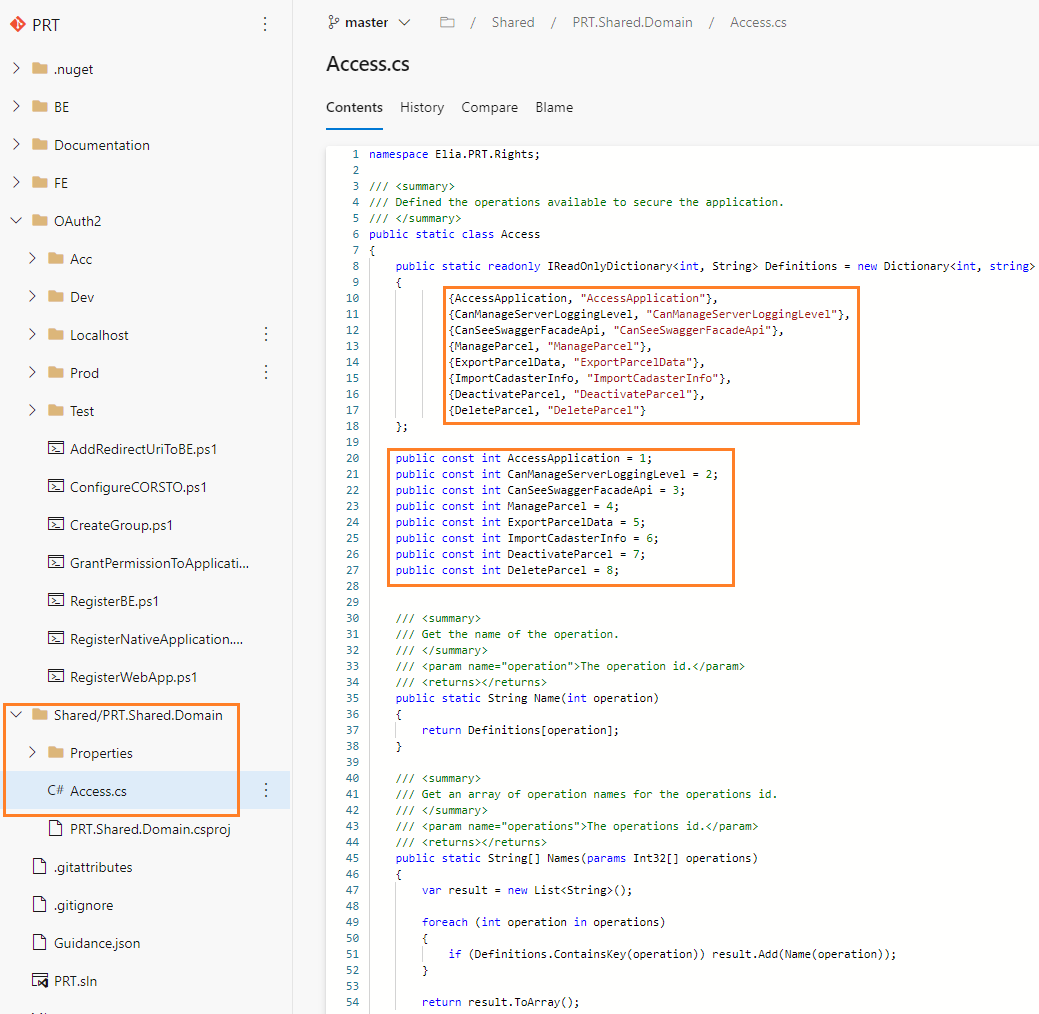 PRT
.nuget
BE
Documentation
FE
OAuth2
Acc
Dev
Localhost
Prod
Test
AddRedirectUriToBE.ps1
ConfigureCORSTO.ps1
CreateGroup.ps1
GrantPermissionToApplicati...
RegisterBE.ps1
RegisterNativeApplication....
RegisterWebApp.ps1
Shared/PRT.Shared.Domain
Properties
C# Access.cs
PRT.Shared.Domain.csproj
.gitattributes
.gitignore
Guidance.json
PRT.sln
master / Shared / PRT.Shared.Domain / Access.cs
Access.cs
Contents History Compare Blame
1 namespace Elia.PRT.Rights;
2
3 /// <summary>
4 /// Defined the operations available to secure the application.
5 /// </summary>
6 public static class Access
7 {
8 public static readonly IReadOnlyDictionary<int, String> Definitions = new Dictionary<int, string>
9 {
10 {AccessApplication, "AccessApplication"},
11 {CanManageServerLoggingLevel, "CanManageServerLoggingLevel"},
12 {CanSeeSwaggerFacadeApi, "CanSeeSwaggerFacadeApi"},
13 {ManageParcel, "ManageParcel"},
14 {ExportParcelData, "ExportParcelData"},
15 {ImportCadasterInfo, "ImportCadasterInfo"},
16 {DeactivateParcel, "DeactivateParcel"},
17 {DeleteParcel, "DeleteParcel"}
18 };
19
20 public const int AccessApplication = 1;
21 public const int CanManageServerLoggingLevel = 2;
22 public const int CanSeeSwaggerFacadeApi = 3;
23 public const int ManageParcel = 4;
24 public const int ExportParcelData = 5;
25 public const int ImportCadasterInfo = 6;
26 public const int DeactivateParcel = 7;
27 public const int DeleteParcel = 8;
28
29
30 /// <summary>
31 /// Get the name of the operation.
32 /// </summary>
33 /// <param name="operation">The operation id.</param>
34 /// <returns></returns>
35 public static String Name(int operation)
36 {
37 return Definitions[operation];
38 }
39
40 /// <summary>
41 /// Get an array of operation names for the operations id.
42 /// </summary>
43 /// <param name="operations">The operations id.</param>
44 /// <returns></returns>
45 public static String[] Names(params Int32[] operations)
46 {
47 var result = new List<String>();
48
49 foreach (int operation in operations)
50 {
51 if (Definitions.ContainsKey(operation)) result.Add(Name(operation));
52 }
53
54 return result.ToArray();